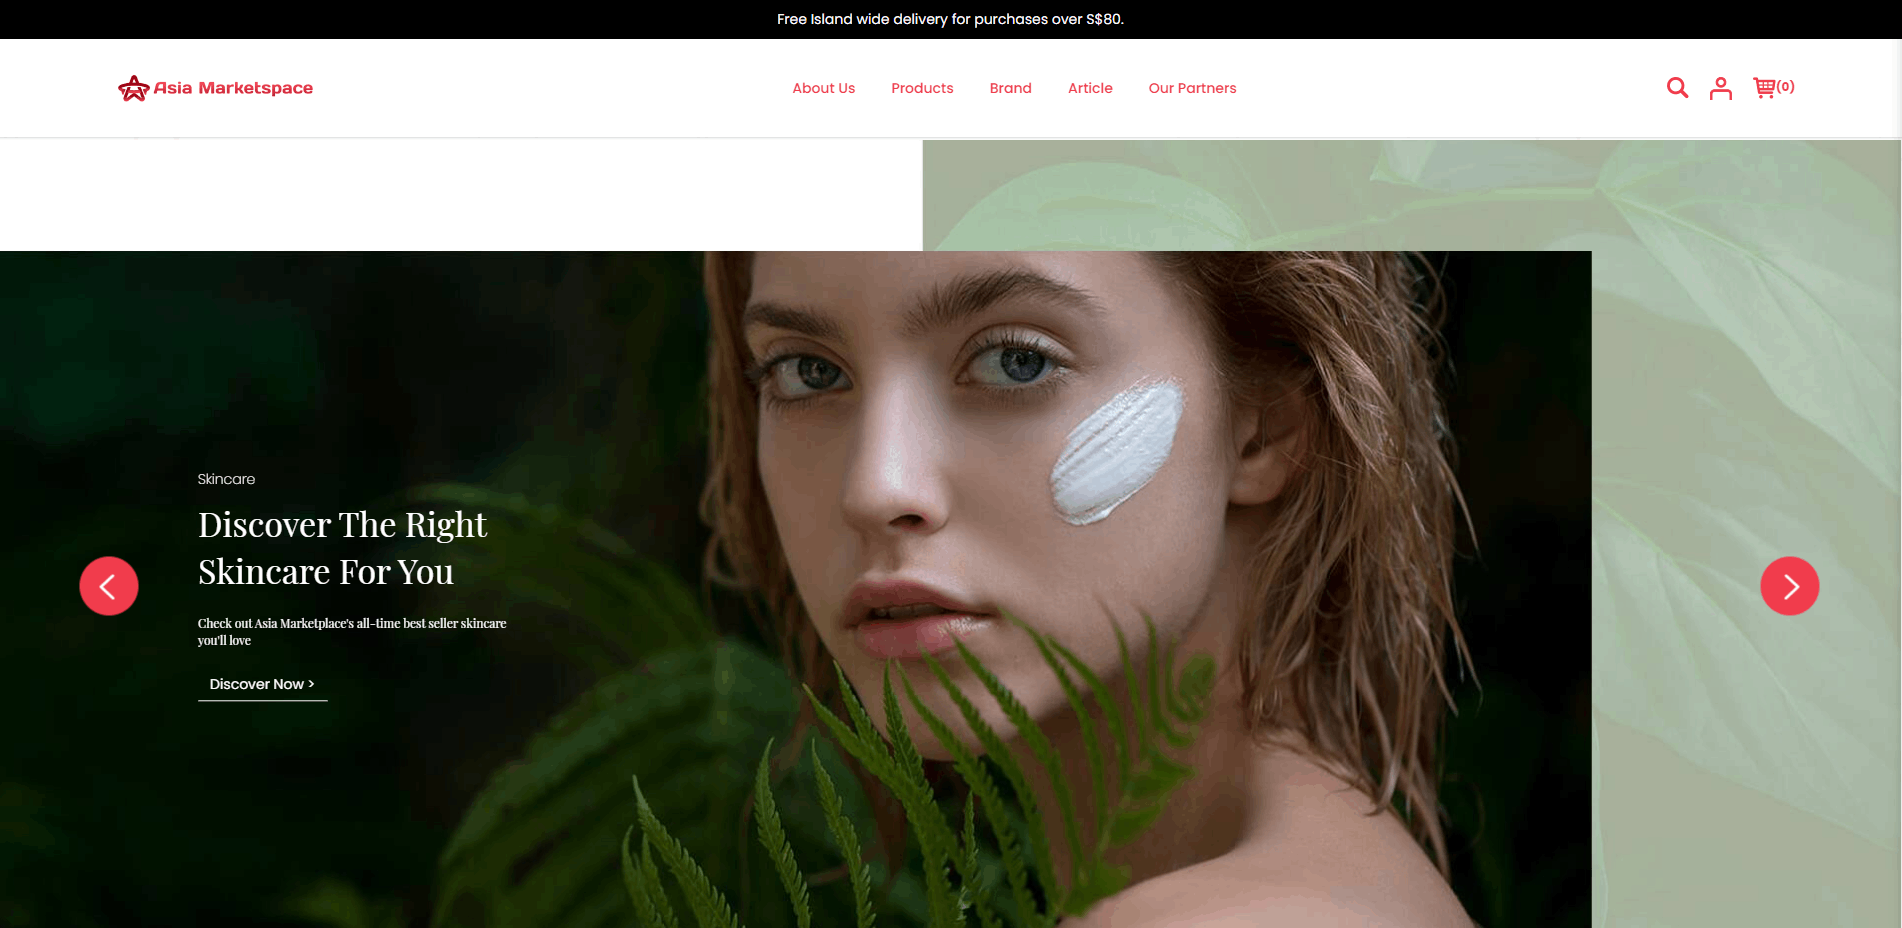 Free Island wide delivery for purchases over S$80.
Asia Marketspace
About Us
Products
Brand
Article
Our Partners
(0)
Skincare
Discover The Right
Skincare For You
Check out Asia Marketplace's all-time best seller skincare
you'll love
Discover Now >